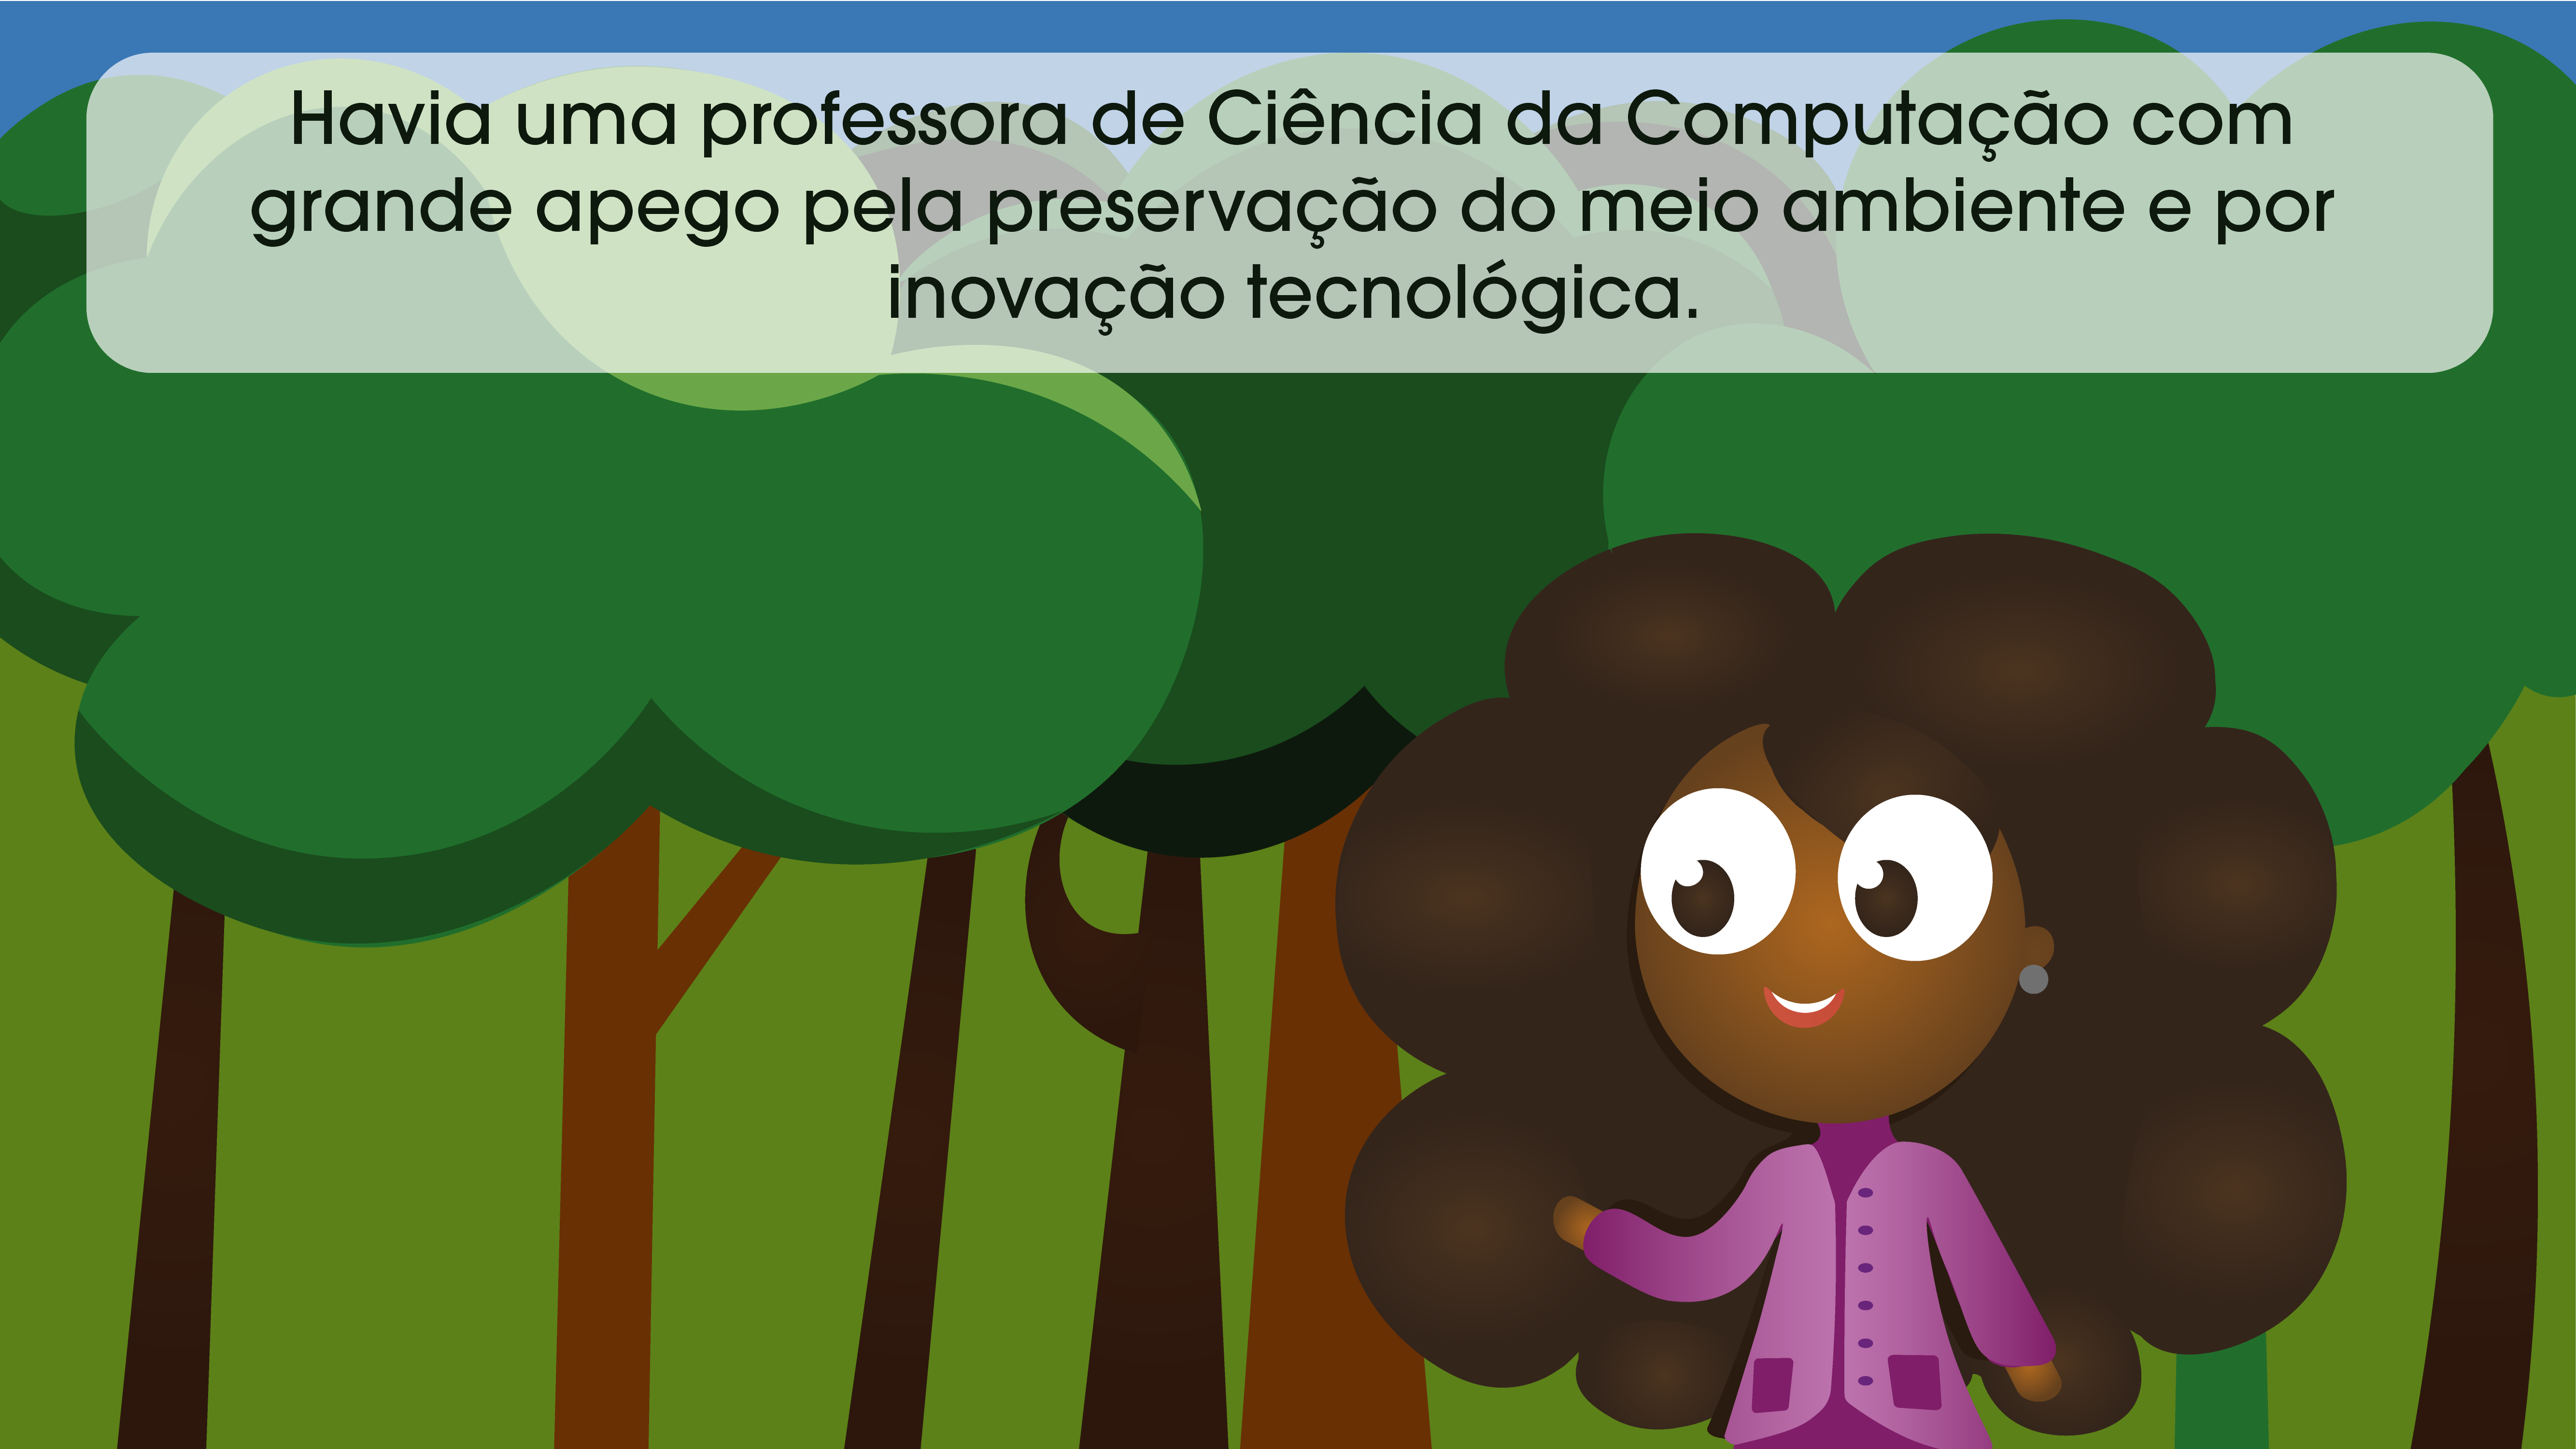 Havia uma professora de Ciência da Computação com
grande apego pela preservação do meio ambiente e por
inovação tecnológica.